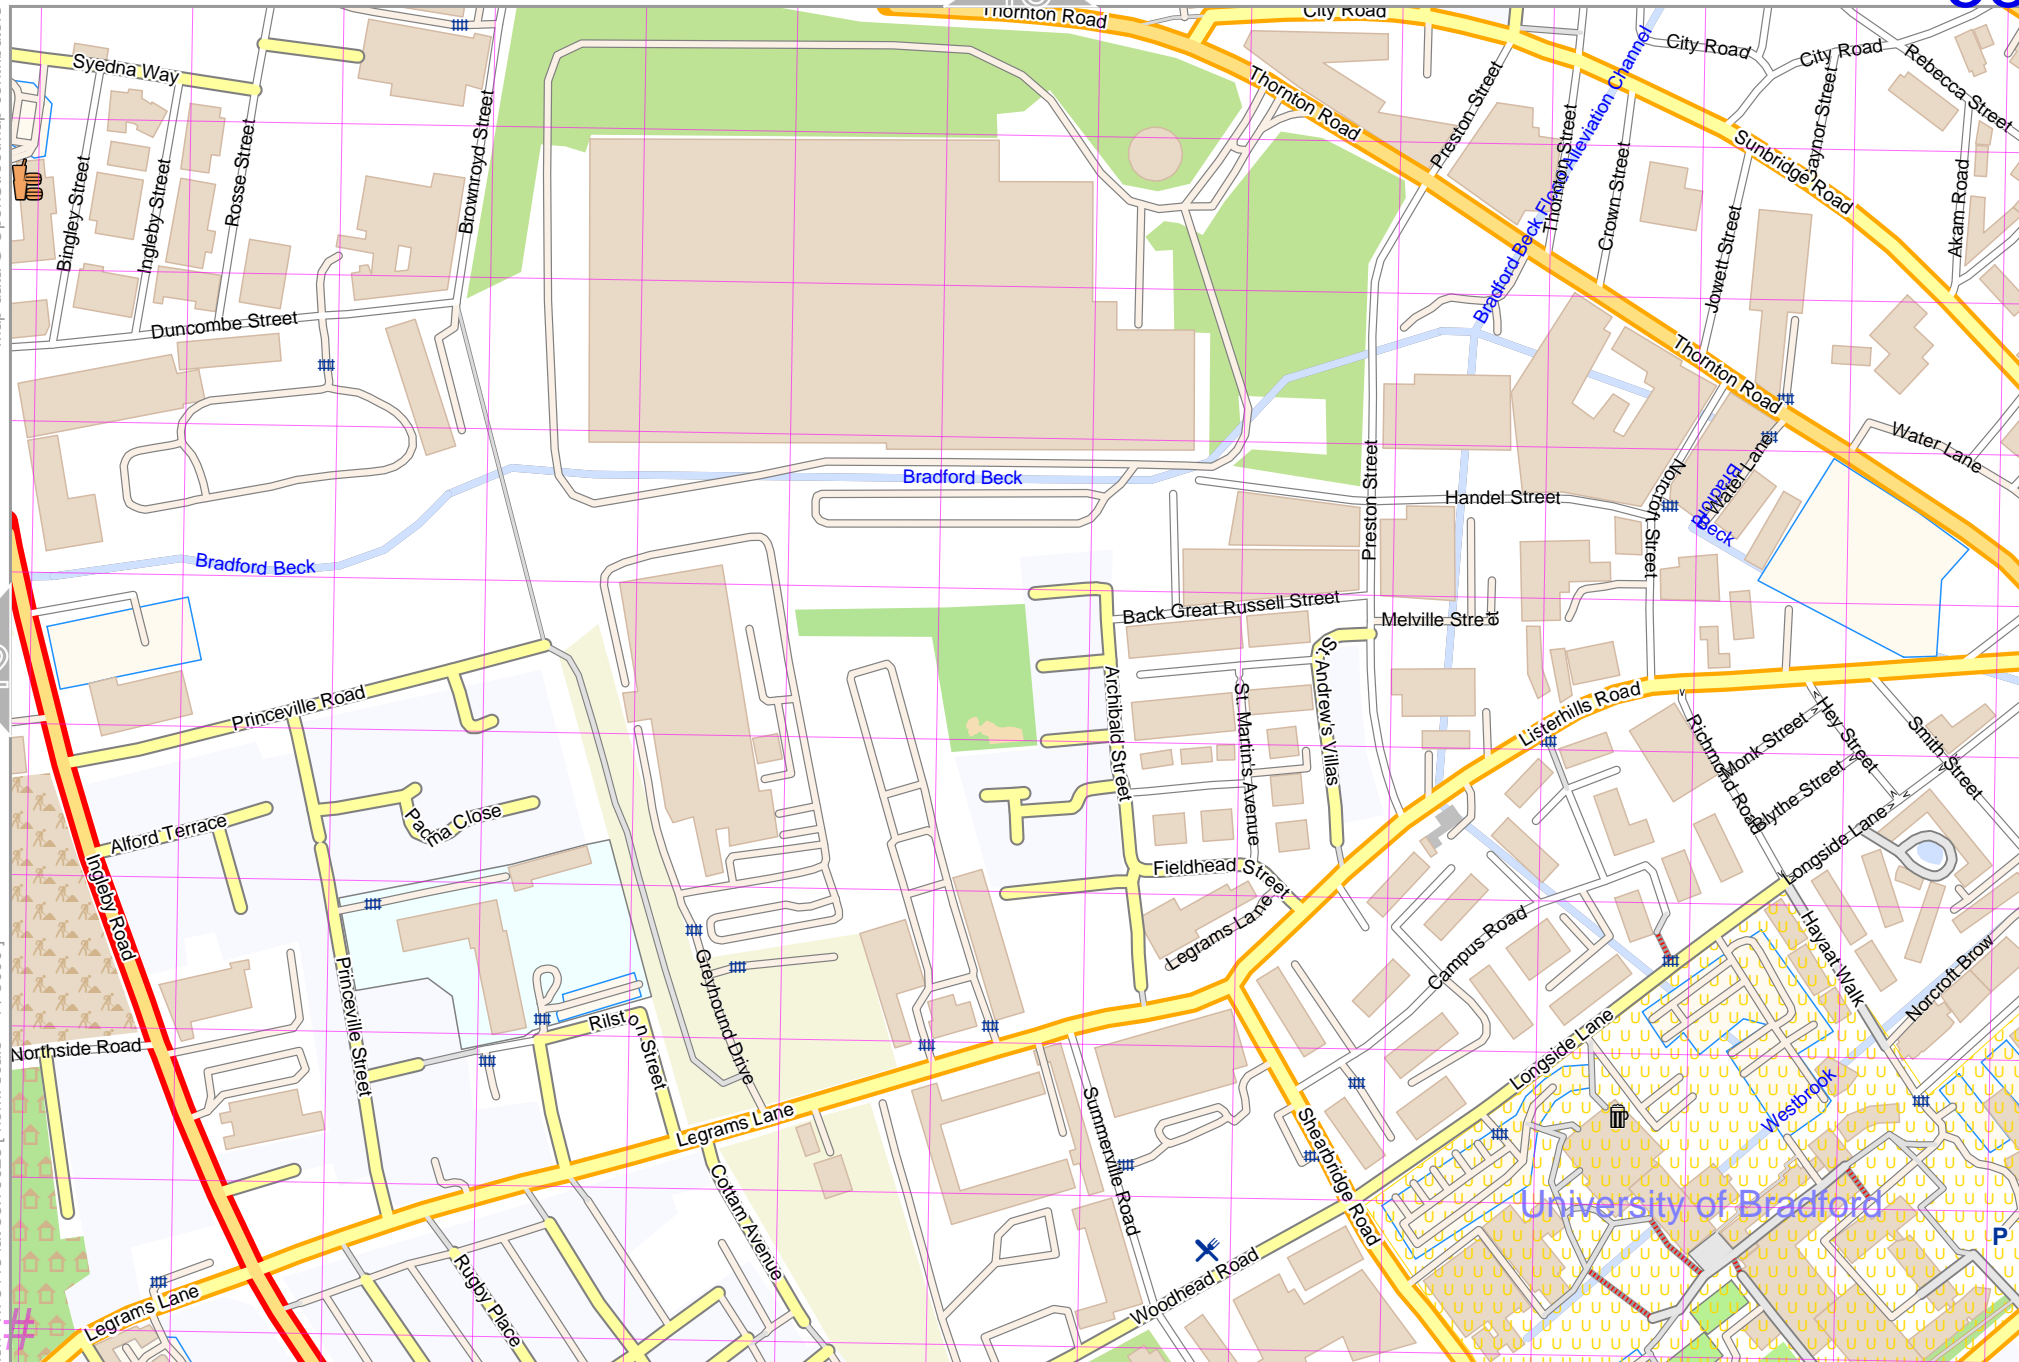 Thornton Road
City Road
City Road
City Road
Rebecca Street
Syedna Way
Thornton Road
Preston Street
Thornton Street
Bradford Beck Flood Alleviation Channel
Crown Street
Sunbridge Road
Akam Road
Jowett Street
Bingley Street
Ingleby Street
Rosse Street
Brownroyd Street
Duncombe Street
Thornton Road
Water Lane
Water Lane
Bradford Beck
Norcroft Street
Handel Street
Preston Street
Bradford Beck
Bradford Beck
Back Great Russell Street
Melville Street
Archibald Street
St. Martin's Avenue
St. Andrew's Villas
Listerhills Road
Princeville Road
Richmond Road
Monk Street
Hey Street
Smith Street
Blythe Street
Longside Lane
Alford Terrace
Ingleby Road
Fieldhead Street
Legrams Lane
Campus Road
Hayaat Walk
Norcroft Brow
Princeville Street
Greyhound Drive
Rilston Street
Northside Road
Longside Lane
Westbrook
Legrams Lane
Summerville Road
Shearbridge Road
Cottam Avenue
University of Bradford
P
Rugby Place
Woodhead Road
Legrams Lane
#